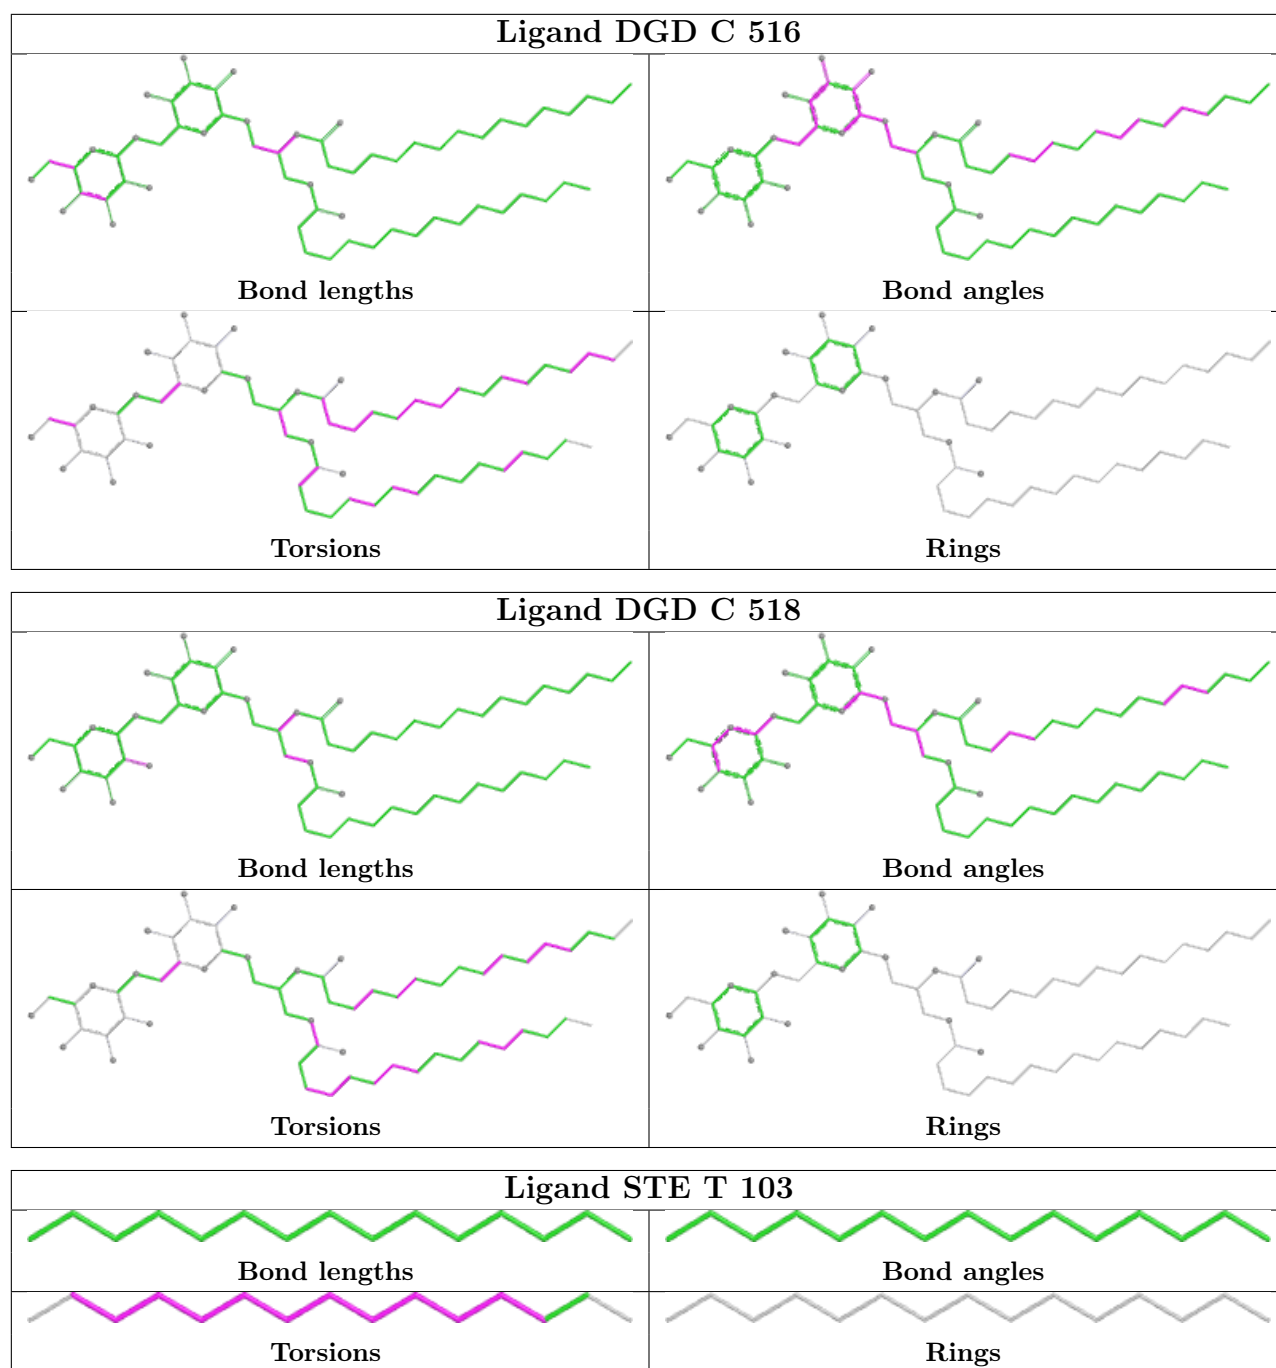 Ligand DGD C 516
Bond lengths
Bond angles
Torsions
Rings
Ligand DGD C 518
Bond lengths
Bond angles
Torsions
Rings
Ligand STE T 103
Bond lengths
Bond angles
Torsions
Rings